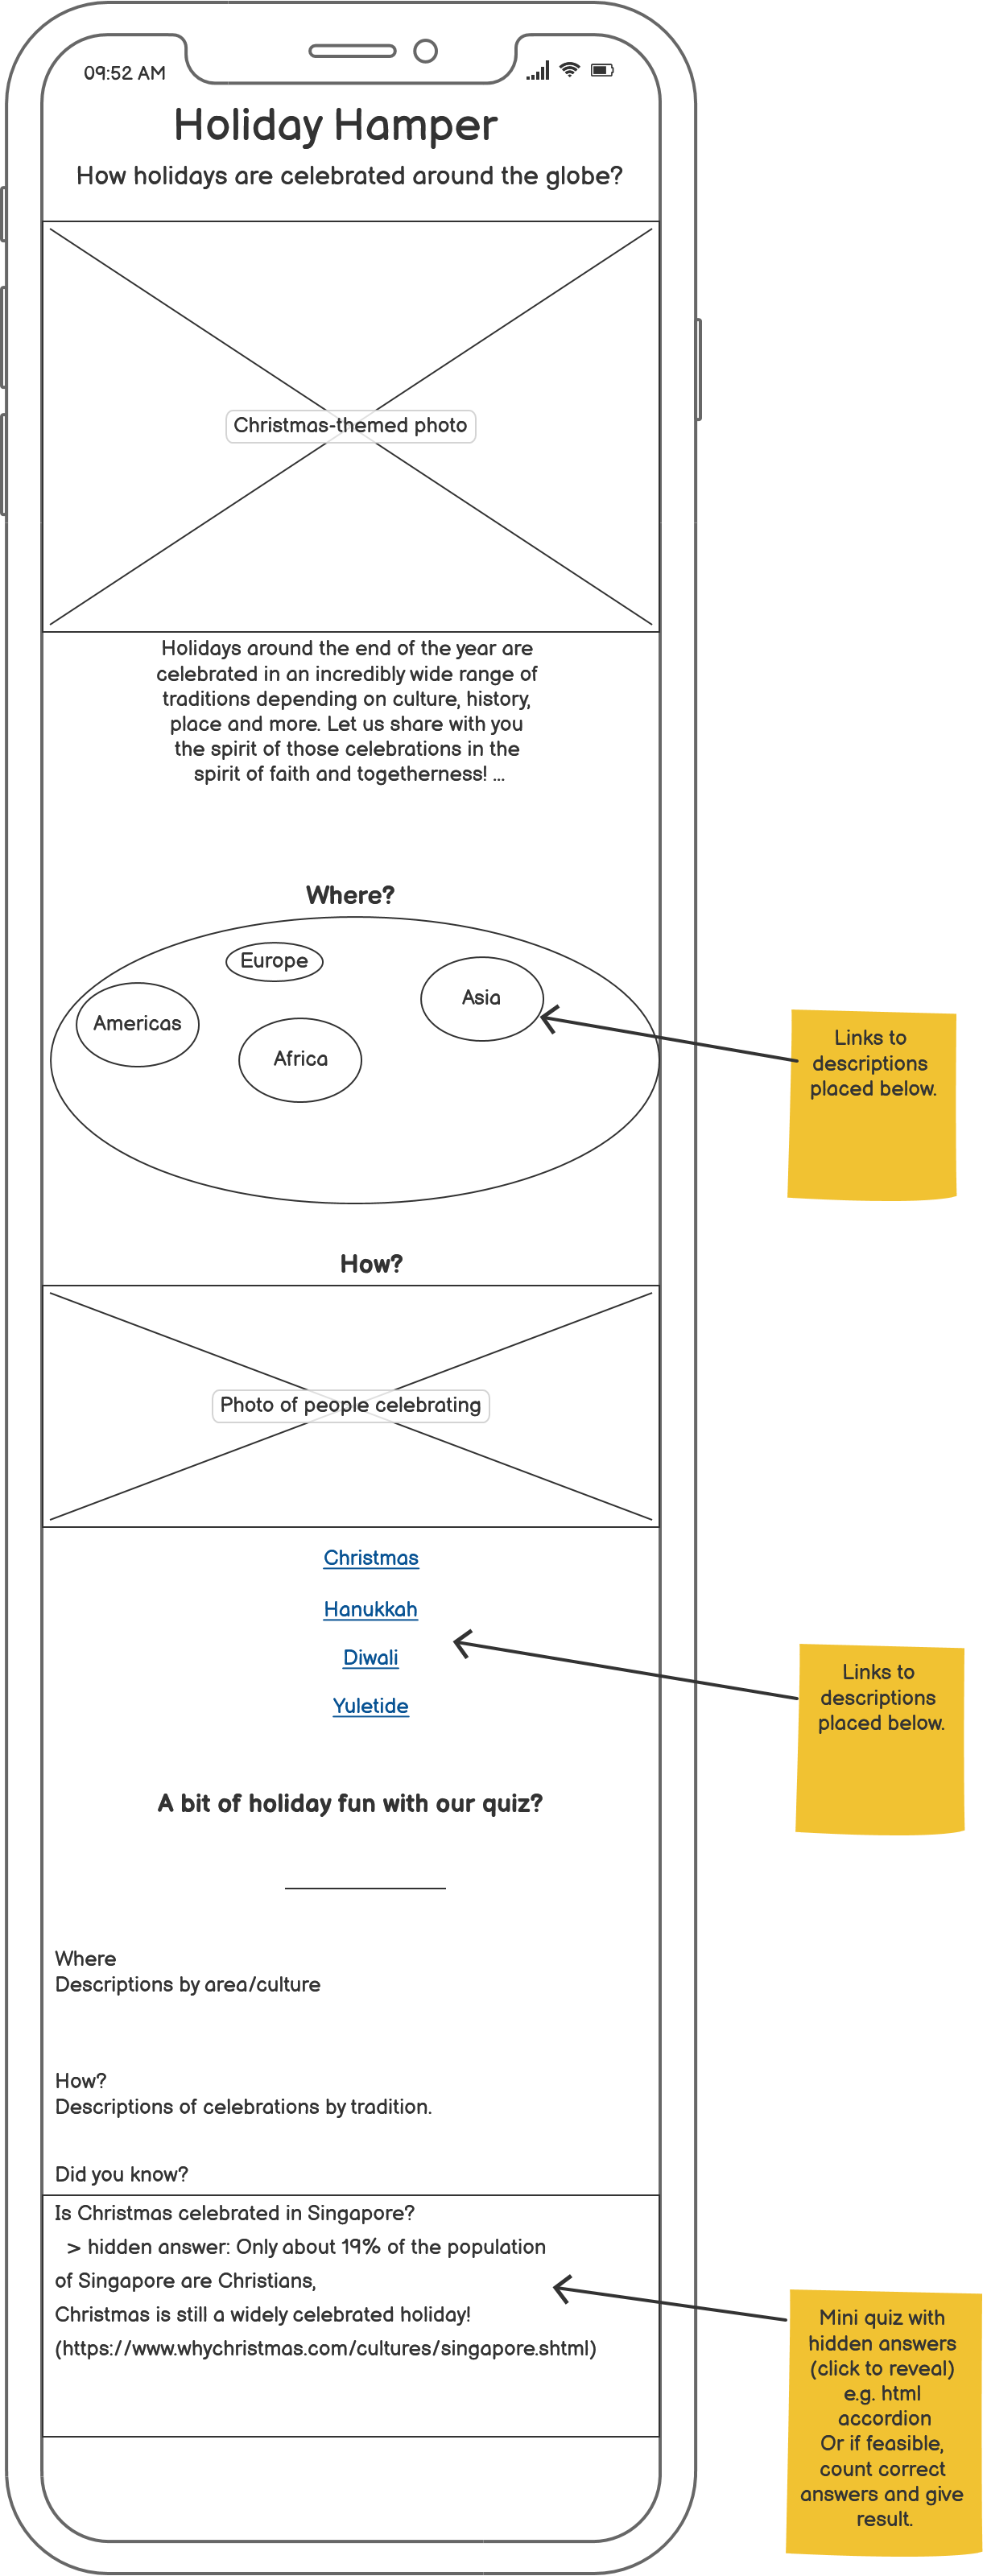 09:52 AM
Holiday Hamper
How holidays are celebrated around the globe?
Christmas-themed photo
Holidays around the end of the year are
celebrated in an incredibly wide range of
traditions depending on culture, history,
place and more. Let us share with you
the spirit of those celebrations in the
spirit of faith and togetherness! ...
Where?
Europe
Asia
Americas
Africa
Links to
descriptions
placed below.
How?
Photo of people celebrating
Christmas
Hanukkah
Diwali
Yuletide
Links to
descriptions
placed below.
A bit of holiday fun with our quiz?
Where
Descriptions by area/culture
How?
Descriptions of celebrations by tradition.
Did you know?
Is Christmas celebrated in Singapore?
> hidden answer: Only about 19% of the population
of Singapore are Christians,
Christmas is still a widely celebrated holiday!
(https://www.whychristmas.com/cultures/singapore.shtml)
Mini quiz with
hidden answers
(click to reveal)
e.g. html
accordion
Or if feasible,
count correct
answers and give
result.